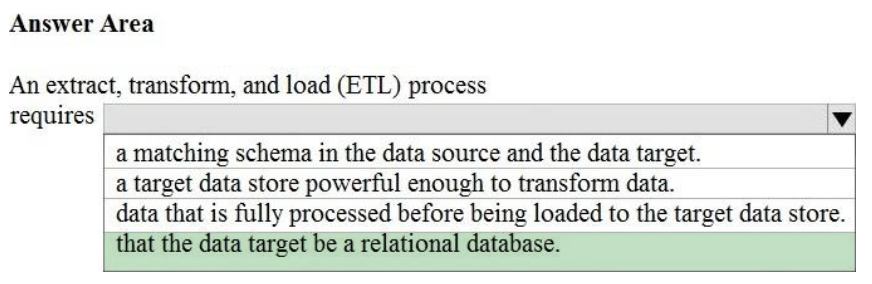 Answer Area
An extract, transform, and load (ETL) process
requires
a matching schema in the data source and the data target.
a target data store powerful enough to transform data.
data that is fully processed before being loaded to the target data store.
that the data target be a relational database.